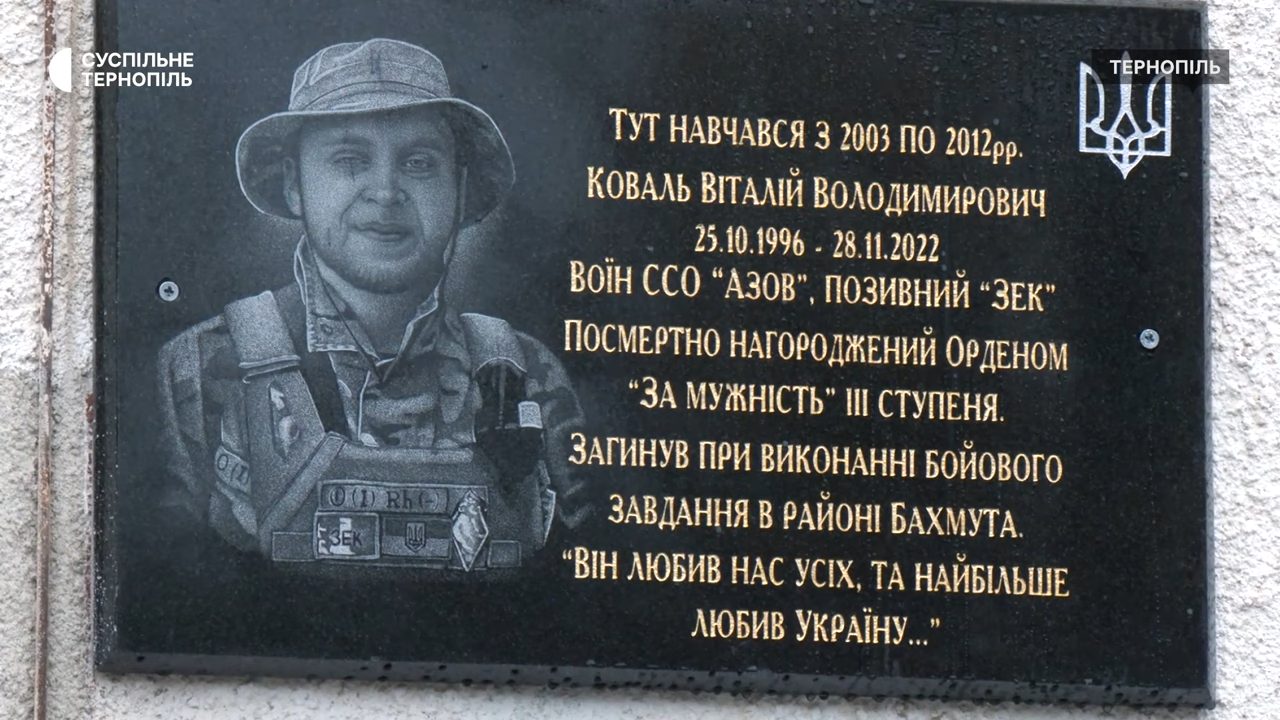 СУСПІЛЬНЕ
ТЕРНОПІЛЬ
ТЕРНОПІЛЬ
ТУТ НАВЧАВСЯ З 2003 ПО 2012рр.
КОВАЛЬ ВІТАЛІЙ ВОЛОДИМИРОВИЧ
25.10.1996 - 28.11.2022
ВОЇН ССО "АЗОВ", ПОЗИВНИЙ "ЗЕК"
ПОСМЕРТНО НАГОРОДЖЕНИЙ ОРДЕНОМ
"ЗА МУЖНІСТЬ" ІІІ СТУПЕНЯ.
ЗАГИНУВ ПРИ ВИКОНАННІ БОЙОВОГО
ЗАВДАННЯ В РАЙОНІ БАХМУТА.
"ВІН ЛЮБИВ НАС УСІХ, ТА НАЙБІЛЬШЕ
ЛЮБИВ УКРАЇНУ..."
O (I) Rh(-)
ЗЕК